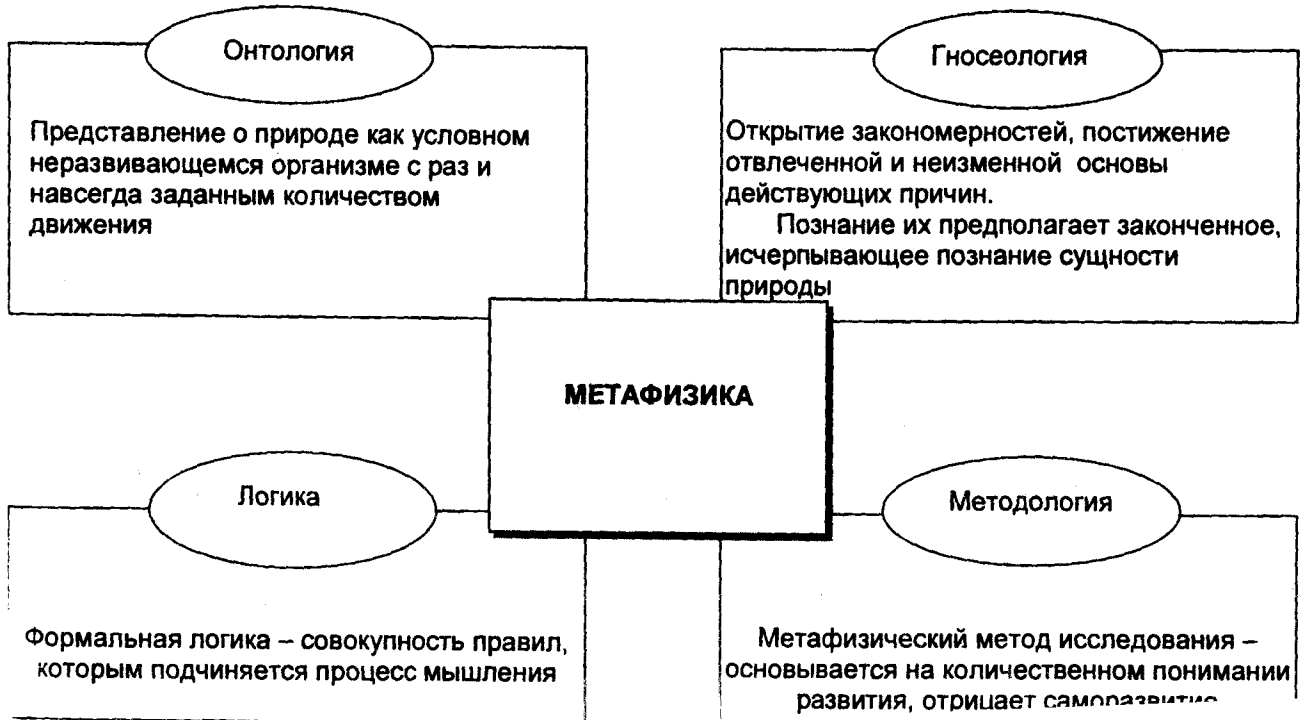 Онтология
Представление о природе как условном
неразвивающемся организме с раз и
навсегда заданным количеством
движения
Гносеология
Открытие закономерностей, постижение
отвлеченной и неизменной основы
действующих причин.
Познание их предполагает законченное,
исчерпывающее познание сущности
природы
МЕТАФИЗИКА
Логика
Формальная логика – совокупность правил,
которым подчиняется процесс мышления
Методология
Метафизический метод исследования –
основывается на количественном понимании
развития, отрицает саморазвитие